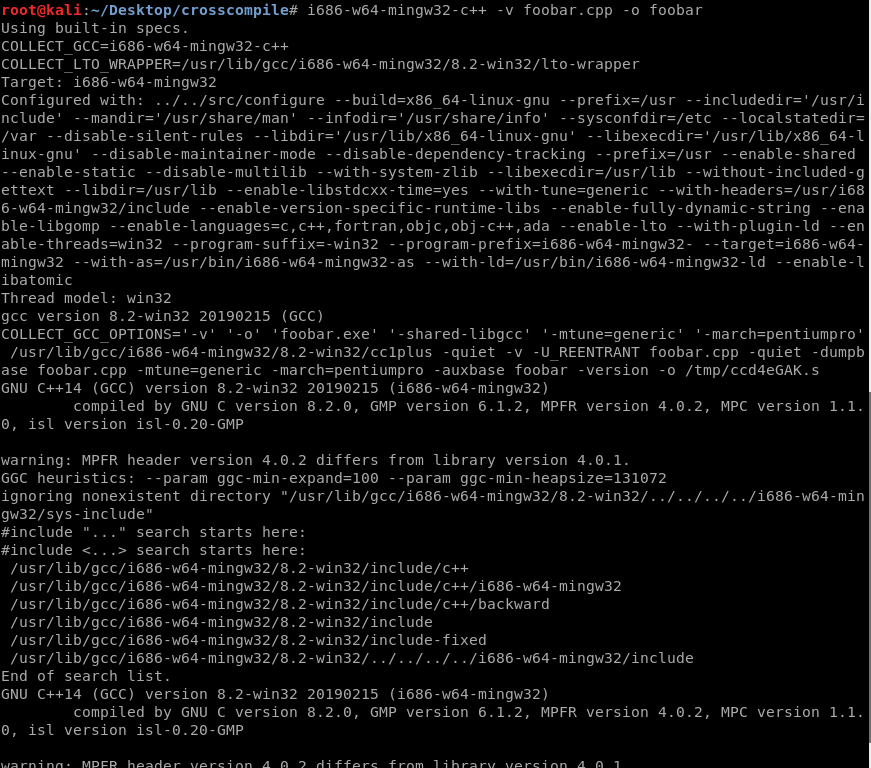 root@kali:~/Desktop/crosscompile# i686-w64-mingw32-c++ -v foobar.cpp -o foobar
Using built-in specs.
COLLECT_GCC=i686-w64-mingw32-c++
COLLECT_LTO_WRAPPER=/usr/lib/gcc/i686-w64-mingw32/8.2-win32/lto-wrapper
Target: i686-w64-mingw32
Configured with: ../../src/configure --build=x86_64-linux-gnu --prefix=/usr --includedir='/usr/i
nclude' --mandir='/usr/share/man' --infodir='/usr/share/info' --sysconfdir=/etc --localstatedir=
/var --disable-silent-rules --libdir='/usr/lib/x86_64-linux-gnu' --libexecdir='/usr/lib/x86_64-l
inux-gnu' --disable-maintainer-mode --disable-dependency-tracking --prefix=/usr --enable-shared
--enable-static --disable-multilib --with-system-zlib --libexecdir=/usr/lib --without-included-g
ettext --libdir=/usr/lib --enable-libstdcxx-time=yes --with-tune=generic --with-headers=/usr/i68
6-w64-mingw32/include --enable-version-specific-runtime-libs --enable-fully-dynamic-string --ena
ble-libgomp --enable-languages=c,c++,fortran,objc,obj-c++,ada --enable-lto --with-plugin-ld --en
able-threads=win32 --program-suffix=-win32 --program-prefix=i686-w64-mingw32- --target=i686-w64-
mingw32 --with-as=/usr/bin/i686-w64-mingw32-as --with-ld=/usr/bin/i686-w64-mingw32-ld --enable-l
ibatomic
Thread model: win32
gcc version 8.2-win32 20190215 (GCC)
COLLECT_GCC_OPTIONS='-v' '-o' 'foobar.exe' '-shared-libgcc' '-mtune=generic' '-march=pentiumpro'
 /usr/lib/gcc/i686-w64-mingw32/8.2-win32/cc1plus -quiet -v -U_REENTRANT foobar.cpp -quiet -dumpb
ase foobar.cpp -mtune=generic -march=pentiumpro -auxbase foobar -version -o /tmp/ccd4eGAK.s
GNU C++14 (GCC) version 8.2-win32 20190215 (i686-w64-mingw32)
        compiled by GNU C version 8.2.0, GMP version 6.1.2, MPFR version 4.0.2, MPC version 1.1.
0, isl version isl-0.20-GMP

warning: MPFR header version 4.0.2 differs from library version 4.0.1.
GGC heuristics: --param ggc-min-expand=100 --param ggc-min-heapsize=131072
ignoring nonexistent directory "/usr/lib/gcc/i686-w64-mingw32/8.2-win32/../../../../i686-w64-min
gw32/sys-include"
#include "..." search starts here:
#include <...> search starts here:
 /usr/lib/gcc/i686-w64-mingw32/8.2-win32/include/c++
 /usr/lib/gcc/i686-w64-mingw32/8.2-win32/include/c++/i686-w64-mingw32
 /usr/lib/gcc/i686-w64-mingw32/8.2-win32/include/c++/backward
 /usr/lib/gcc/i686-w64-mingw32/8.2-win32/include
 /usr/lib/gcc/i686-w64-mingw32/8.2-win32/include-fixed
 /usr/lib/gcc/i686-w64-mingw32/8.2-win32/../../../../i686-w64-mingw32/include
End of search list.
GNU C++14 (GCC) version 8.2-win32 20190215 (i686-w64-mingw32)
        compiled by GNU C version 8.2.0, GMP version 6.1.2, MPFR version 4.0.2, MPC version 1.1.
0, isl version isl-0.20-GMP

warning: MPFR header version 4.0.2 differs from library version 4.0.1